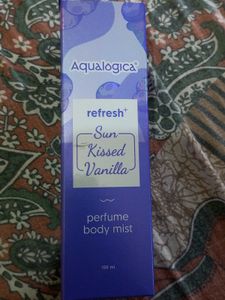 Aqualogica®
refresh+
Sun
Kissed
Vanilla
perfume
body mist
100 ml